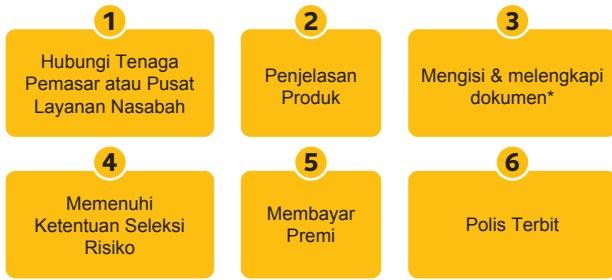 1
Hubungi Tenaga
Pemasar atau Pusat
Layanan Nasabah
2
Penjelasan
Produk
3
Mengisi & melengkapi
dokumen*
4
Memenuhi
Ketentuan Seleksi
Risiko
5
Membayar
Premi
6
Polis Terbit